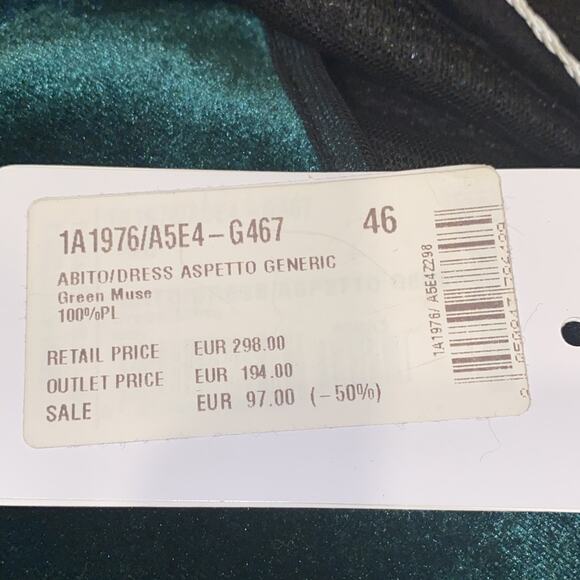 1A1976/A5E4-G467 46
ABITO/DRESS ASPETTO GENERIC
Green Muse
100%PL
RETAIL PRICE EUR 298.00
OUTLET PRICE EUR 194.00
SALE EUR 97.00 (-50%)
1A1976/ A5E4Z298